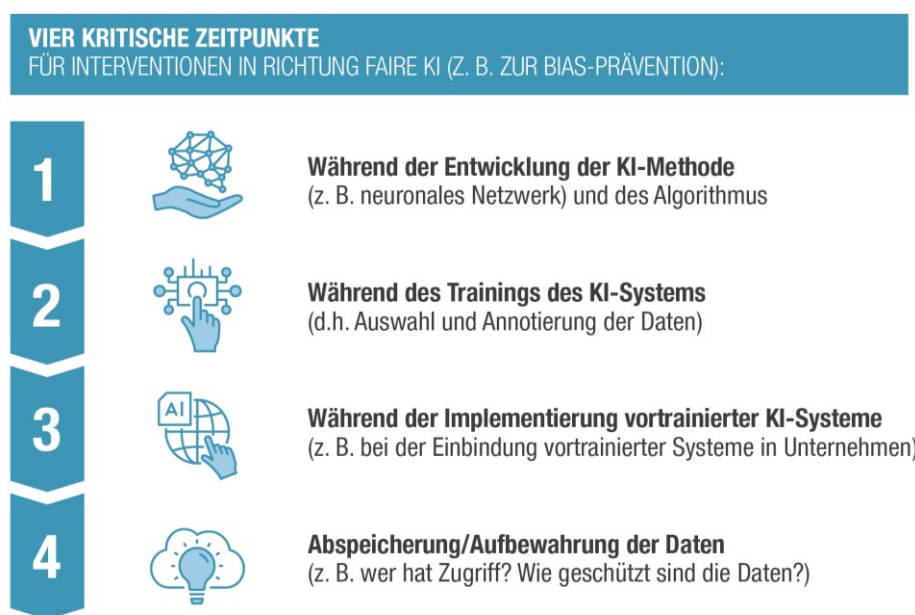 VIER KRITISCHE ZEITPUNKTE
FÜR INTERVENTIONEN IN RICHTUNG FAIRE KI (Z. B. ZUR BIAS-PRÄVENTION):
1
Während der Entwicklung der KI-Methode
(z. B. neuronales Netzwerk) und des Algorithmus
2
Während des Trainings des KI-Systems
(d.h. Auswahl und Annotierung der Daten)
3
AI
Während der Implementierung vortrainierter KI-Systeme
(z. B. bei der Einbindung vortrainierter Systeme in Unternehmen)
4
Abspeicherung/Aufbewahrung der Daten
(z. B. wer hat Zugriff? Wie geschützt sind die Daten?)